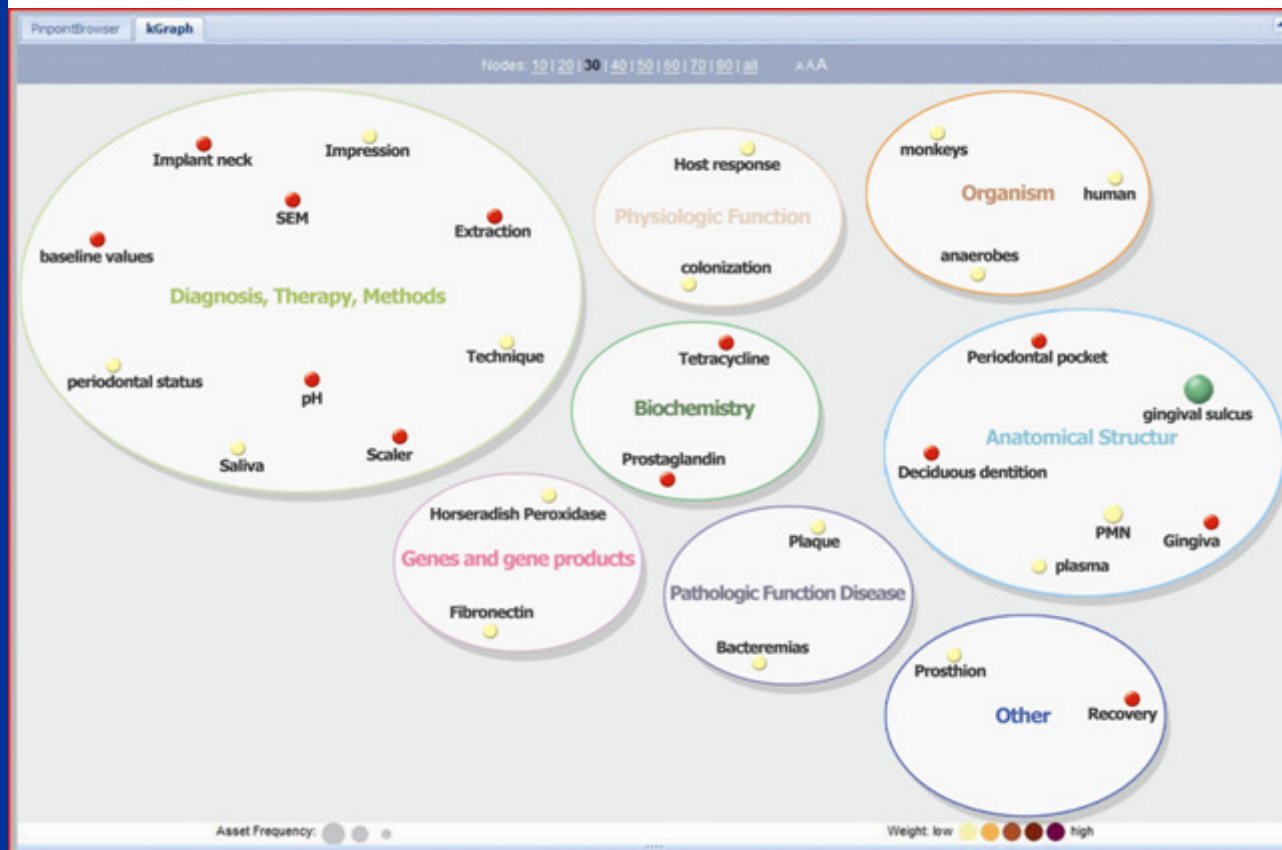 PinpointBrowser kGraph
Nodes: 10 | 20 | 30 | 40 | 50 | 60 | 70 | 80 | all AAA
Implant neck
Impression
SEM
Extraction
baseline values
Diagnosis, Therapy, Methods
Technique
periodontal status
pH
Saliva
Scaler
Host response
Physiologic Function
colonization
monkeys
Organism
human
anaerobes
Tetracycline
Biochemistry
Prostaglandin
Periodontal pocket
gingival sulcus
Anatomical Structur
Deciduous dentition
PMN
Gingiva
plasma
Horseradish Peroxidase
Genes and gene products
Fibronectin
Plaque
Pathologic Function Disease
Bacteremias
Prosthion
Other
Recovery
Asset Frequency:
Weight: low high